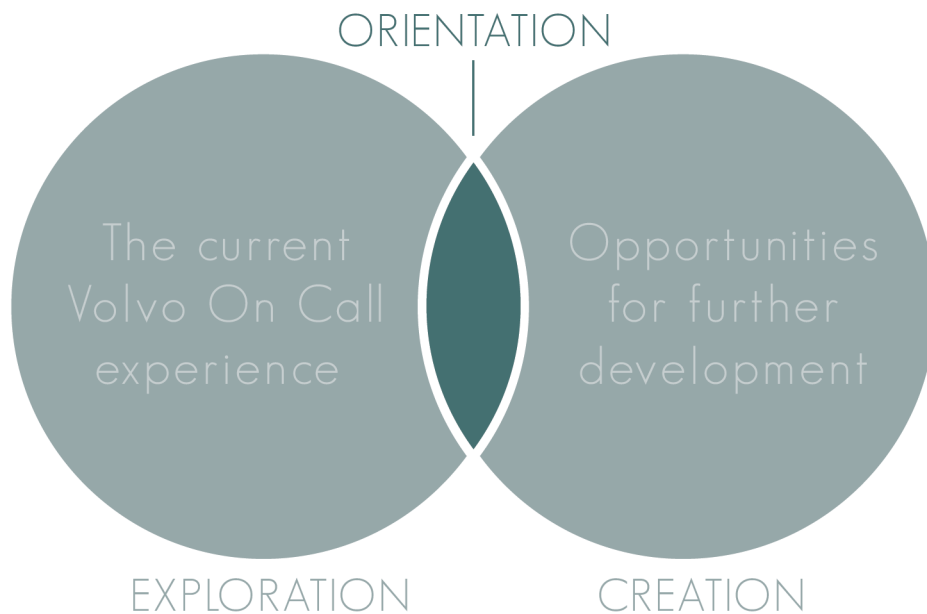 ORIENTATION
The current
Volvo On Call
experience
Opportunities
for further
development
EXPLORATION
CREATION